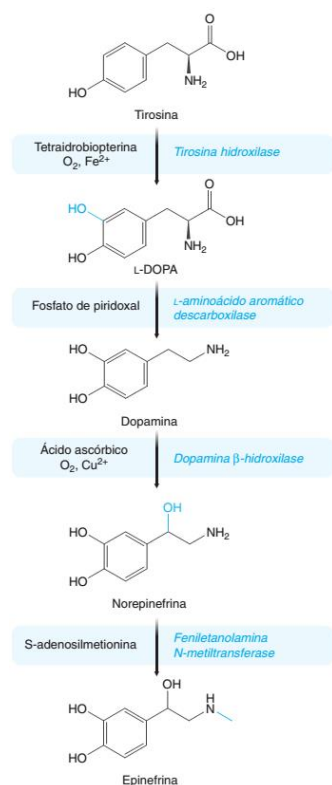 O
OH
NH₂
HO
Tirosina
Tetraidrobiopterina
O₂, Fe²⁺
Tirosina hidroxilase
HO
O
OH
NH₂
HO
L-DOPA
Fosfato de piridoxal
L-aminoácido aromático
descarboxilase
HO
NH₂
HO
Dopamina
Ácido ascórbico
O₂, Cu²⁺
Dopamina β-hidroxilase
OH
HO
NH₂
HO
Norepinefrina
S-adenosilmetionina
Feniletanolamina
N-metiltransferase
OH
HO
H
N
HO
Epinefrina